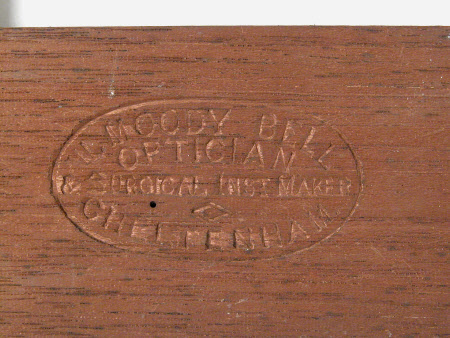 MOODY BELL
OPTICIAN
& SURGICAL INST MAKER
CHELTENHAM